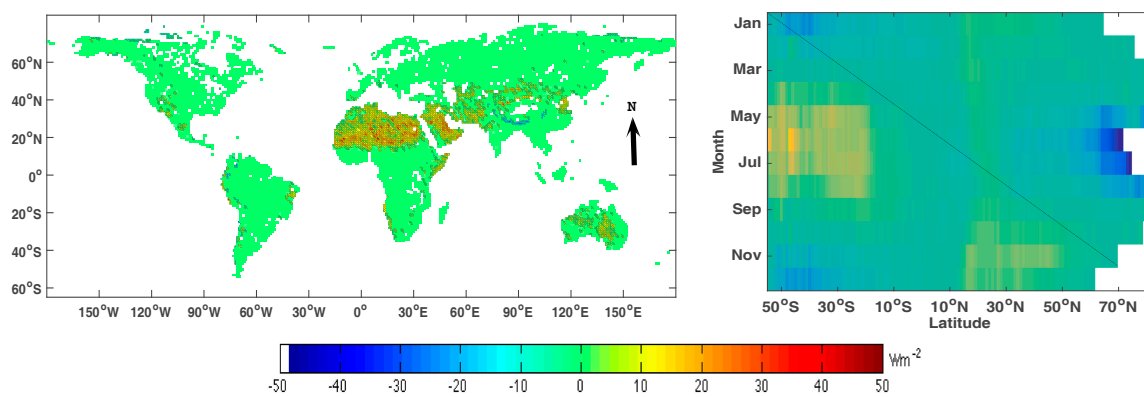 60°N
40°N
20°N
0°
20°S
40°S
60°S
150°W 120°W 90°W 60°W 30°W 0° 30°E 60°E 90°E 120°E 150°E
N
Month
Jan
Mar
May
Jul
Sep
Nov
50°S 30°S 10°S 10°N 30°N 50°N 70°N
Latitude
-50 -40 -30 -20 -10 0 10 20 30 40 50
Wm-2